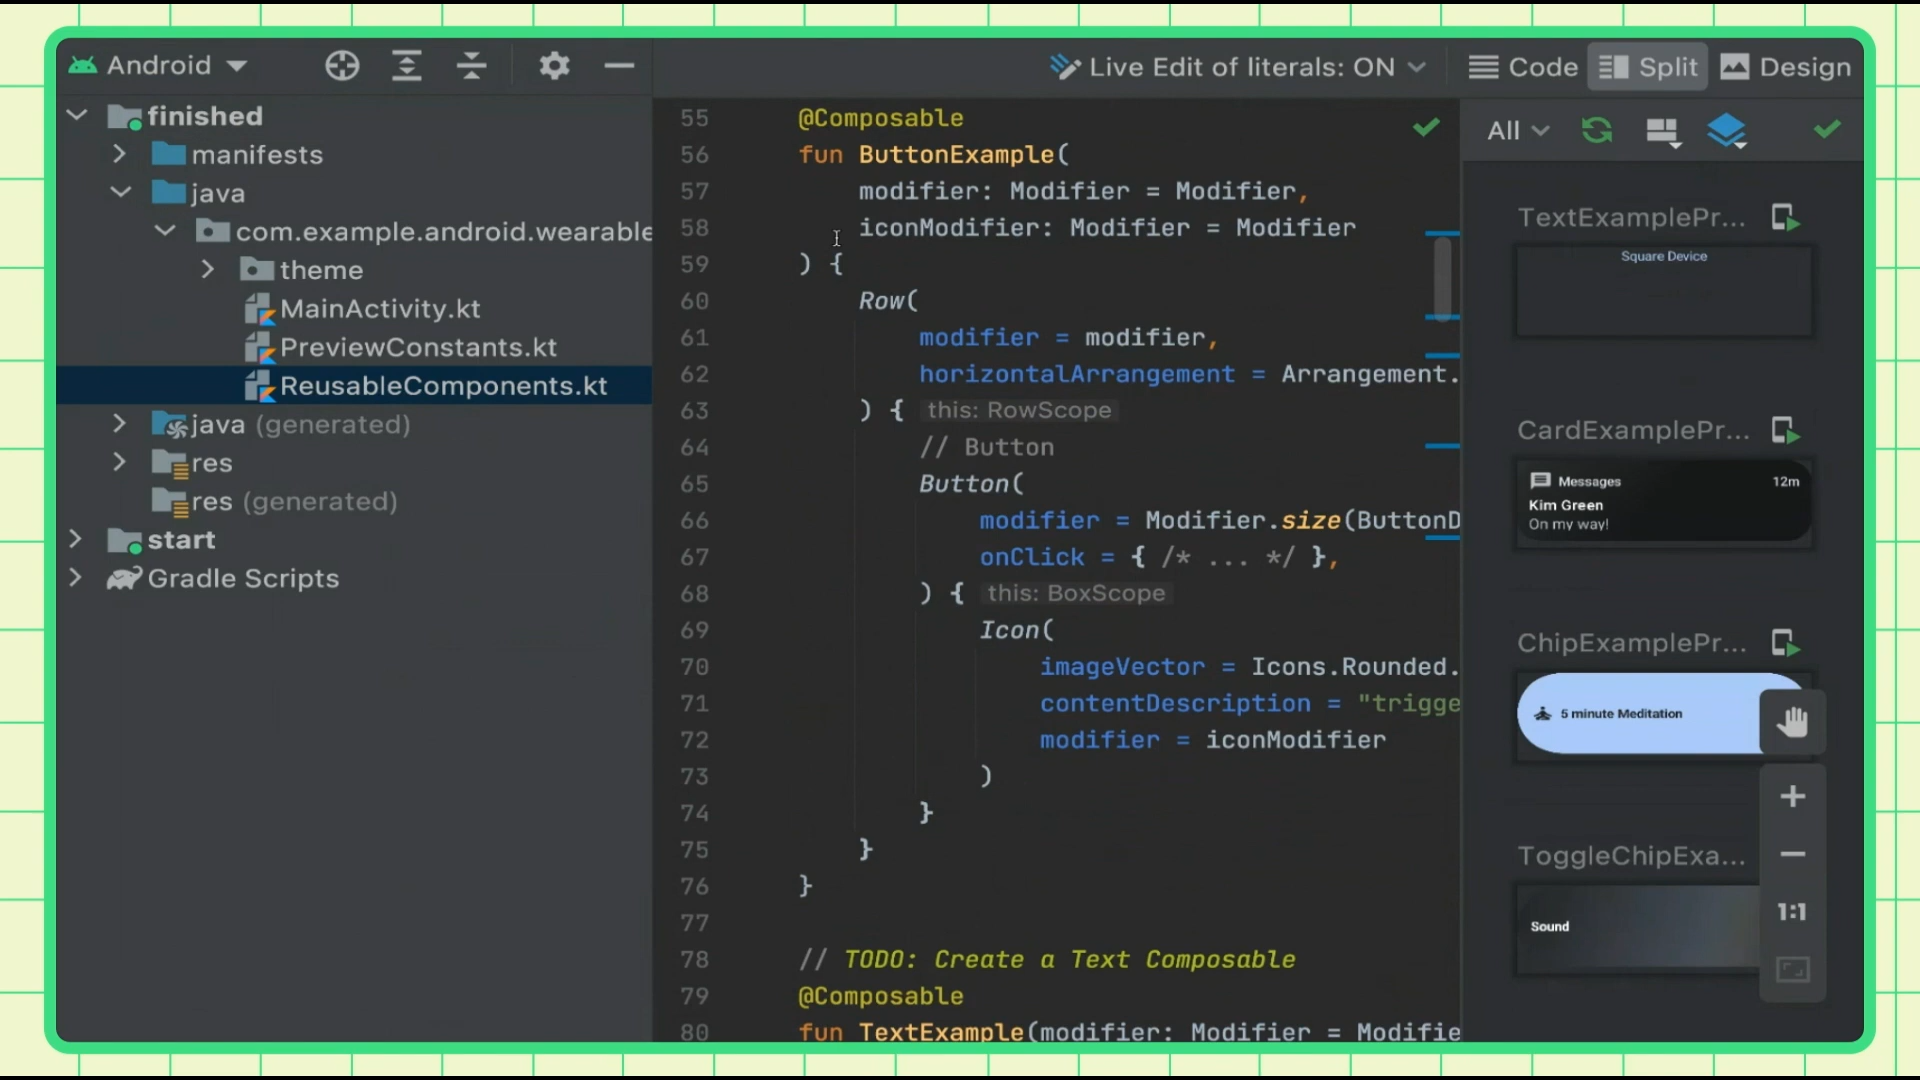 Android
Live Edit of literals: ON
Code
Split
Design
finished
manifests
java
com.example.android.wearable
theme
MainActivity.kt
PreviewConstants.kt
ReusableComponents.kt
java (generated)
res
res (generated)
start
Gradle Scripts
55 @Composable
56 fun ButtonExample(
57 modifier: Modifier = Modifier,
58 iconModifier: Modifier = Modifier
59 ) {
60 Row(
61 modifier = modifier,
62 horizontalArrangement = Arrangement.
63 ) { this: RowScope
64 // Button
65 Button(
66 modifier = Modifier.size(ButtonD
67 onClick = { /* ... */ },
68 ) { this: BoxScope
69 Icon(
70 imageVector = Icons.Rounded.
71 contentDescription = "trigge
72 modifier = iconModifier
73 )
74 }
75 }
76 }
77
78 // TODO: Create a Text Composable
79 @Composable
80 fun TextExample(modifier: Modifier = Modifie
All
TextExamplePr...
Square Device
CardExamplePr...
Messages 12m
Kim Green
On my way!
ChipExamplePr...
5 minute Meditation
ToggleChipExa...
Sound
1:1